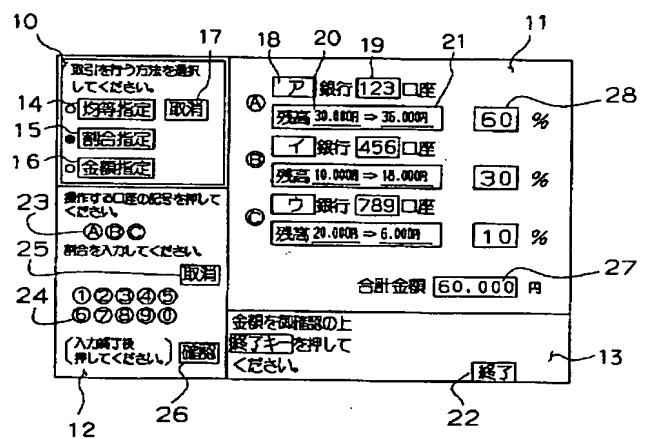 10
17
18
20
19
21
11
取引を行う方法を選択
してください。
14
均等指定 取消
15
割合指定
16
金額指定
ア 銀行 123 口座
Ⓐ 残高 30.000円 ⇒ 36.000円 60 %
28
イ 銀行 456 口座
Ⓑ 残高 10.000円 ⇒ 18.000円 30 %
ウ 銀行 789 口座
Ⓒ 残高 20.000円 ⇒ 6.000円 10 %
合計金額 60.000 円
27
操作する口座の記号を押して
ください。
23
ⒶⒷⒸ
割合を入力してください。
25
取消
24
①②③④⑤
⑥⑦⑧⑨⓪
(入力終了後
押してください。) 確認
12
26
金額を御確認の上
終了キーを押して
ください。
終了
22
13